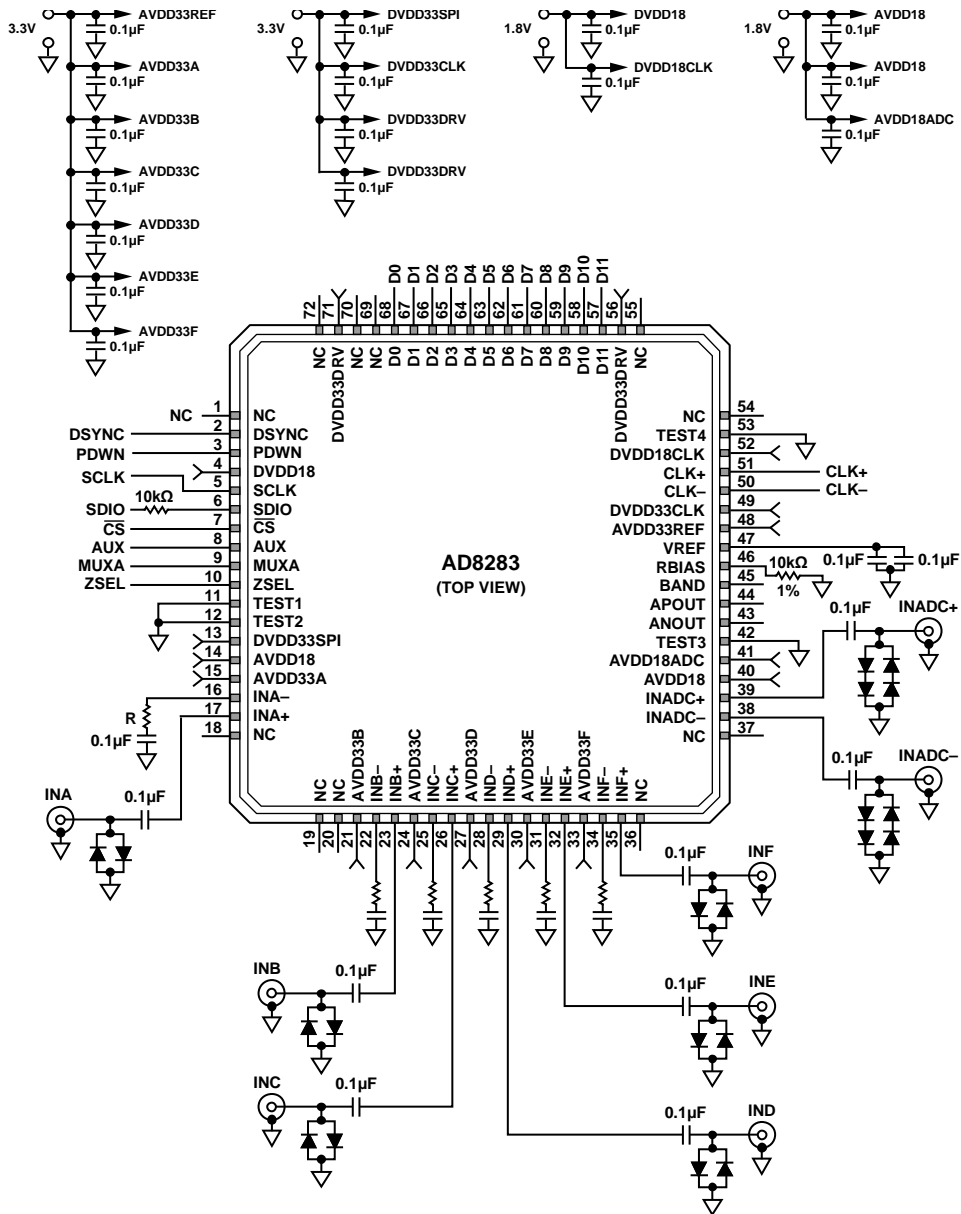 3.3V
AVDD33REF
0.1µF
AVDD33A
0.1µF
AVDD33B
0.1µF
AVDD33C
0.1µF
AVDD33D
0.1µF
AVDD33E
0.1µF
AVDD33F
0.1µF
3.3V
DVDD33SPI
0.1µF
DVDD33CLK
0.1µF
DVDD33DRV
0.1µF
DVDD33DRV
0.1µF
1.8V
DVDD18
0.1µF
DVDD18CLK
0.1µF
1.8V
AVDD18
0.1µF
AVDD18
0.1µF
AVDD18ADC
0.1µF
D0 D1 D2 D3 D4 D5 D6 D7 D8 D9 D10 D11
72 71 70 69 68 67 66 65 64 63 62 61 60 59 58 57 56 55
NC DVDD33DRV NC NC D0 D1 D2 D3 D4 D5 D6 D7 D8 D9 D10 D11 DVDD33DRV NC
NC 1 NC
DSYNC 2 DSYNC
PDWN 3 PDWN
4 DVDD18
SCLK 5 SCLK
SDIO 10kΩ 6 SDIO
CS 7 CS
AUX 8 AUX
MUXA 9 MUXA
ZSEL 10 ZSEL
11 TEST1
12 TEST2
13 DVDD33SPI
14 AVDD18
15 AVDD33A
16 INA–
17 INA+
18 NC
R
0.1µF
AD8283
(TOP VIEW)
NC 54
TEST4 53
DVDD18CLK 52
CLK+ 51 CLK+
CLK– 50 CLK–
DVDD33CLK 49
AVDD33REF 48
VREF 47
0.1µF 0.1µF
RBIAS 46 10kΩ
1%
BAND 45
APOUT 44
ANOUT 43
TEST3 42
AVDD18ADC 41
AVDD18 40
INADC+ 39
INADC– 38
NC 37
0.1µF INADC+
0.1µF INADC–
NC NC AVDD33B INB– INB+ AVDD33C INC– INC+ AVDD33D IND– IND+ AVDD33E INE– INE+ AVDD33F INF– INF+ NC
19 20 21 22 23 24 25 26 27 28 29 30 31 32 33 34 35 36
INA 0.1µF
0.1µF INF
INB 0.1µF
0.1µF INE
INC 0.1µF
0.1µF IND